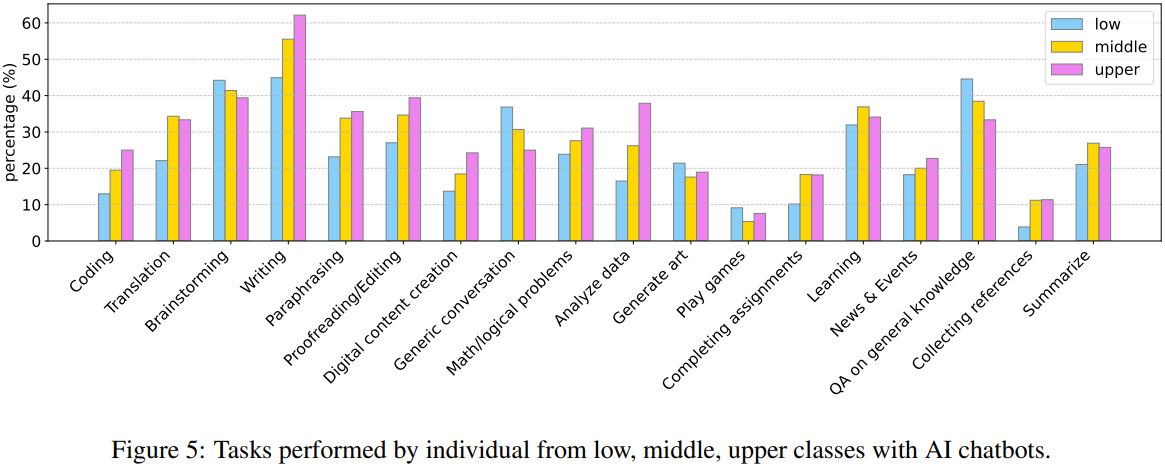 percentage (%)
60
50
40
30
20
10
0
low
middle
upper
Coding
Translation
Brainstorming
Writing
Paraphrasing
Proofreading/Editing
Digital content creation
Generic conversation
Math/logical problems
Analyze data
Generate art
Play games
Completing assignments
Learning
News & Events
QA on general knowledge
Collecting references
Summarize
Figure 5: Tasks performed by individual from low, middle, upper classes with AI chatbots.